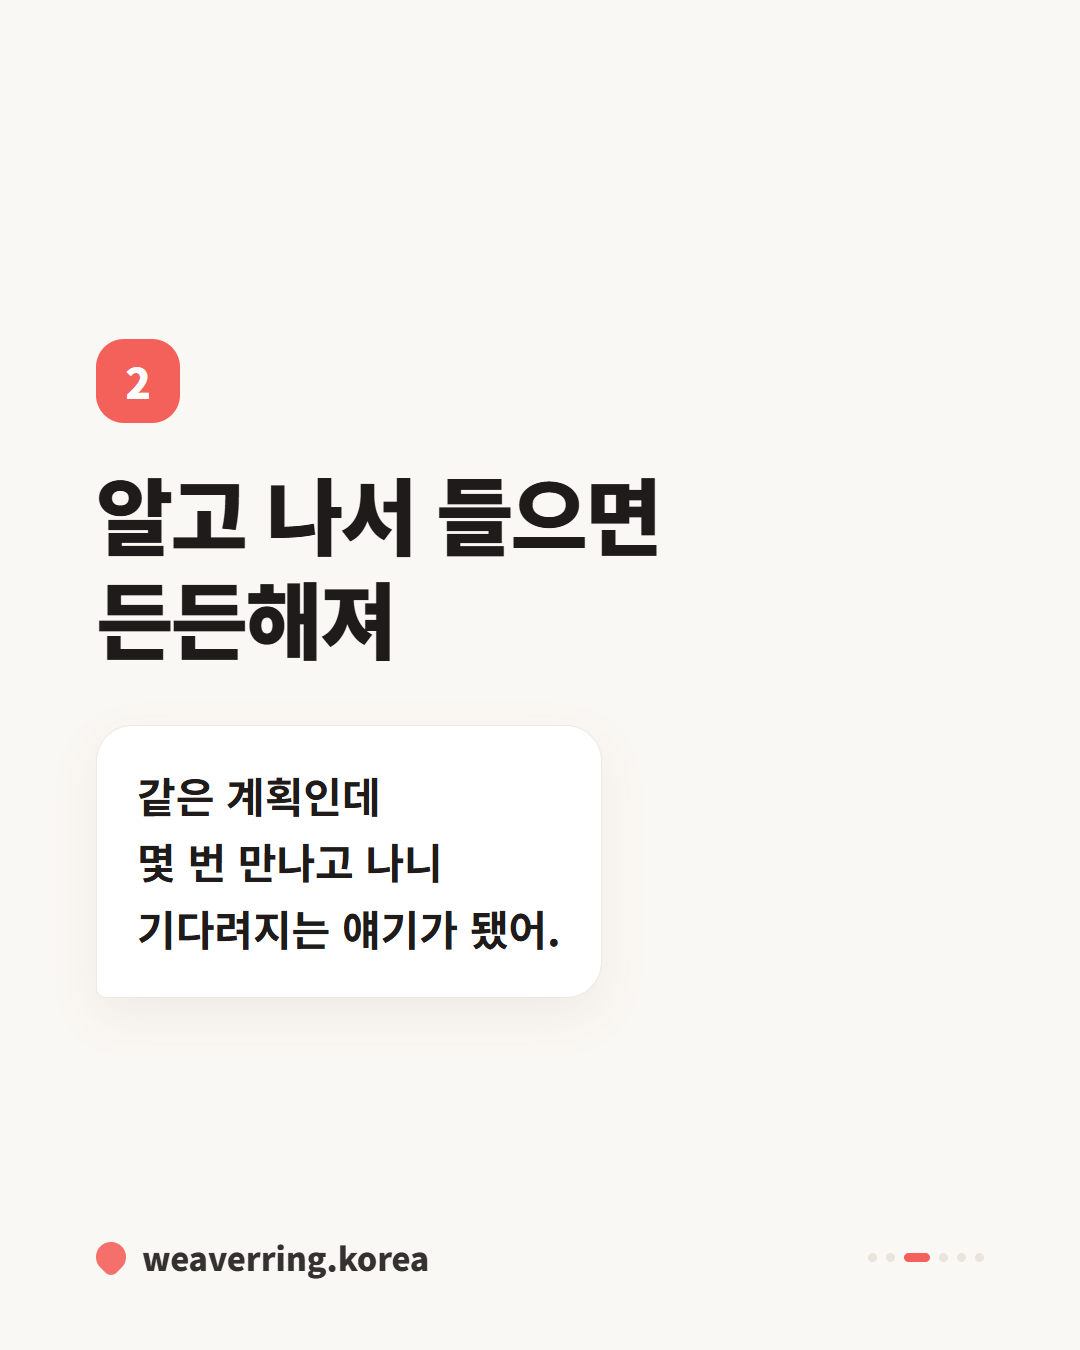 2
알고 나서 들으면
든든해져
같은 계획인데
몇 번 만나고 나니
기다려지는 얘기가 됐어.
weaverring.korea